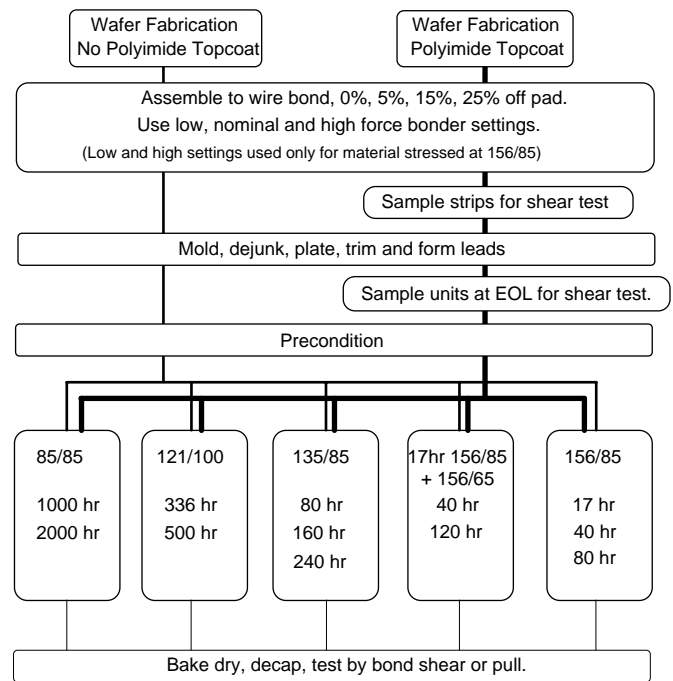 Wafer Fabrication
No Polyimide Topcoat
Wafer Fabrication
Polyimide Topcoat
Assemble to wire bond, 0%, 5%, 15%, 25% off pad.
Use low, nominal and high force bonder settings.
(Low and high settings used only for material stressed at 156/85)
Sample strips for shear test
Mold, dejunk, plate, trim and form leads
Sample units at EOL for shear test.
Precondition
85/85
1000 hr
2000 hr
121/100
336 hr
500 hr
135/85
80 hr
160 hr
240 hr
17hr 156/85
+ 156/65
40 hr
120 hr
156/85
17 hr
40 hr
80 hr
Bake dry, decap, test by bond shear or pull.